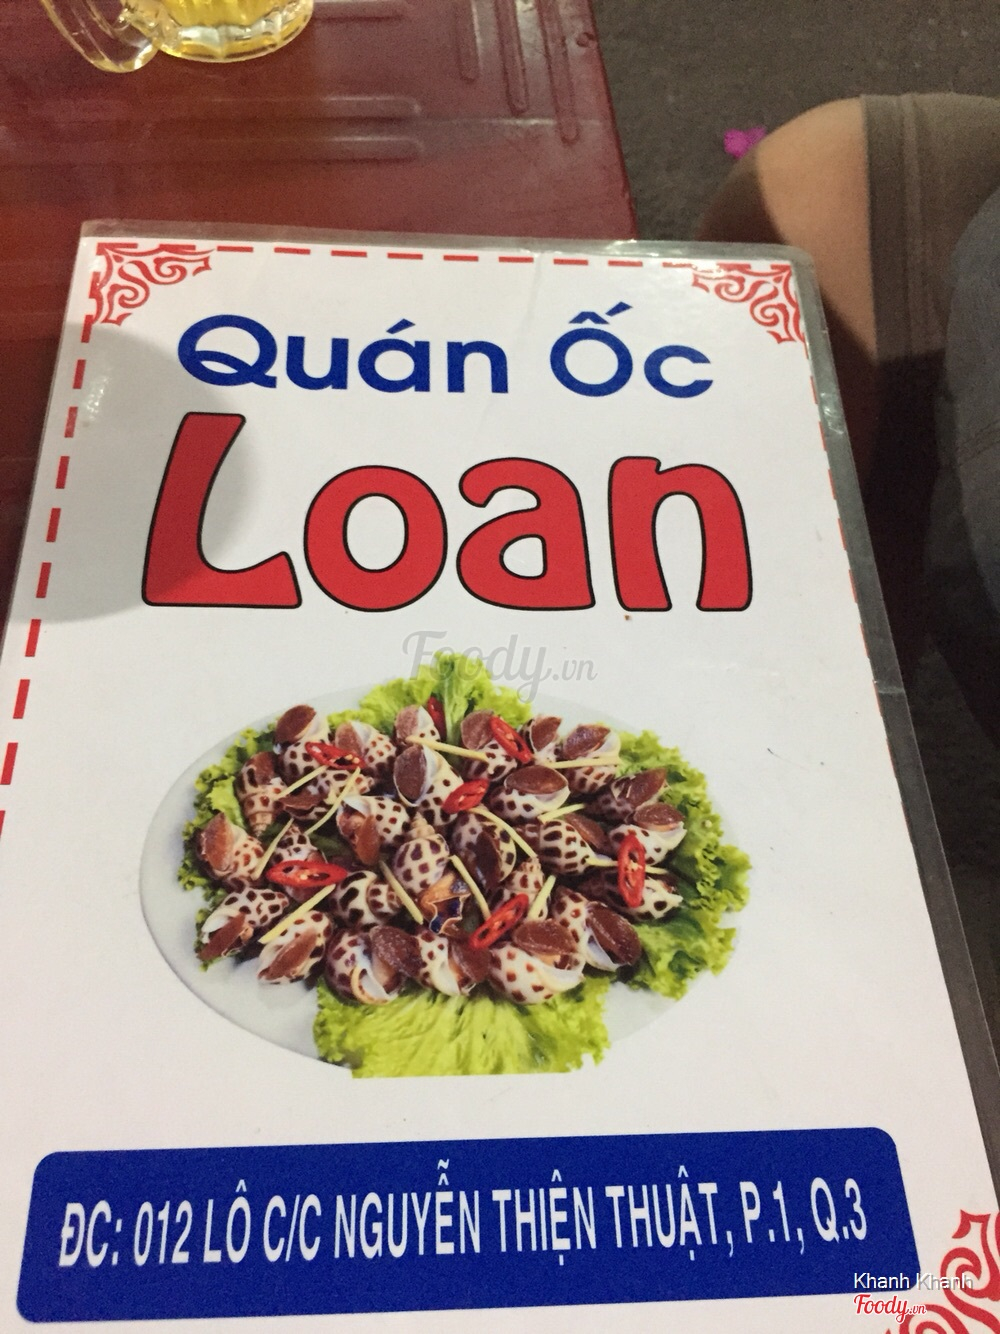 Quán Ốc
Loan
Foody.vn
ĐC: 012 LÔ C/C NGUYỄN THIỆN THUẬT, P.1, Q.3
Khanh Khanh
Foody.vn